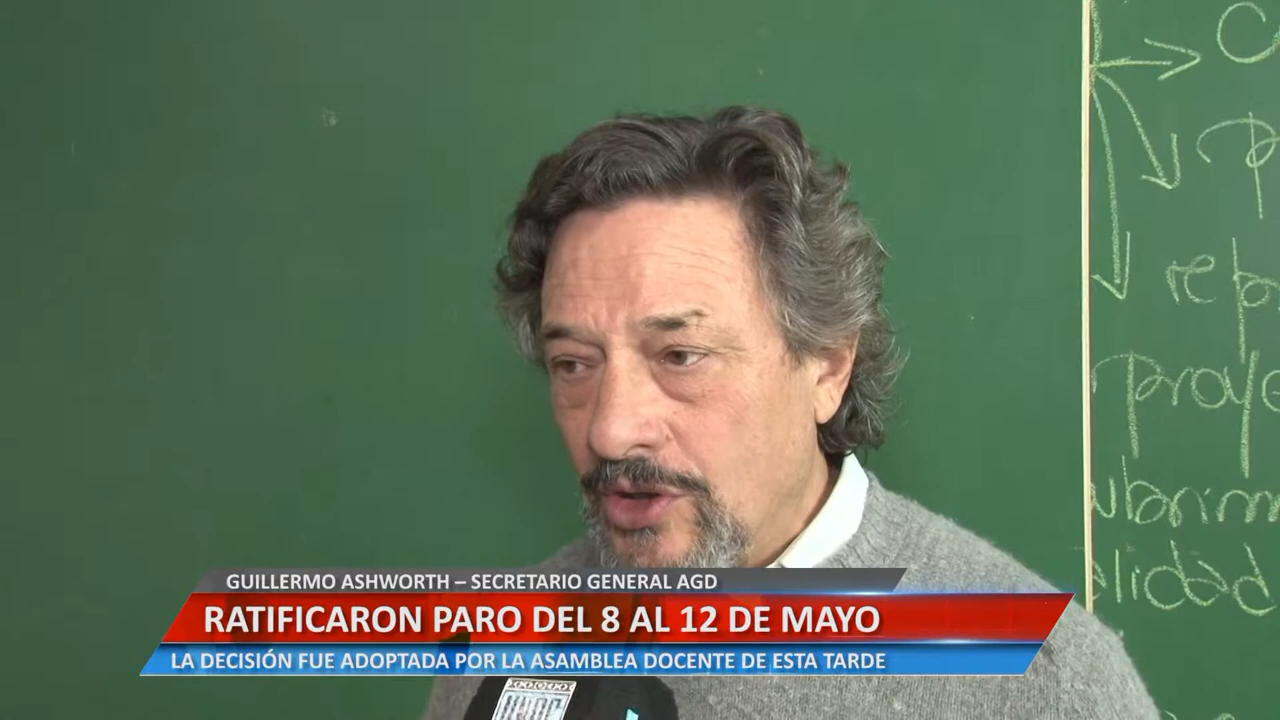 GUILLERMO ASHWORTH – SECRETARIO GENERAL AGD
RATIFICARON PARO DEL 8 AL 12 DE MAYO
LA DECISIÓN FUE ADOPTADA POR LA ASAMBLEA DOCENTE DE ESTA TARDE